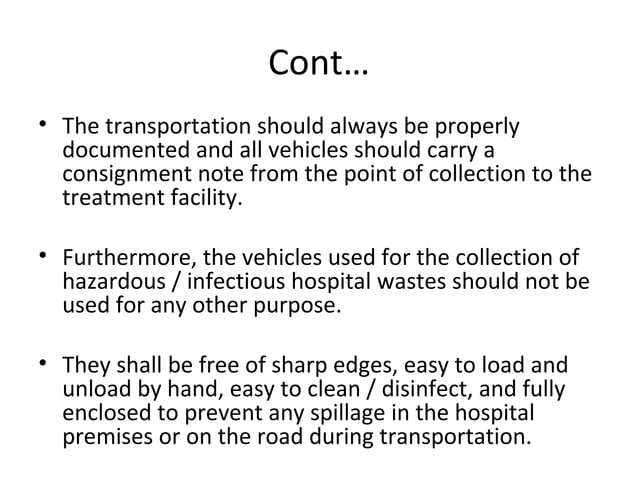 Cont…
• The transportation should always be properly
documented and all vehicles should carry a
consignment note from the point of collection to the
treatment facility.
• Furthermore, the vehicles used for the collection of
hazardous / infectious hospital wastes should not be
used for any other purpose.
• They shall be free of sharp edges, easy to load and
unload by hand, easy to clean / disinfect, and fully
enclosed to prevent any spillage in the hospital
premises or on the road during transportation.